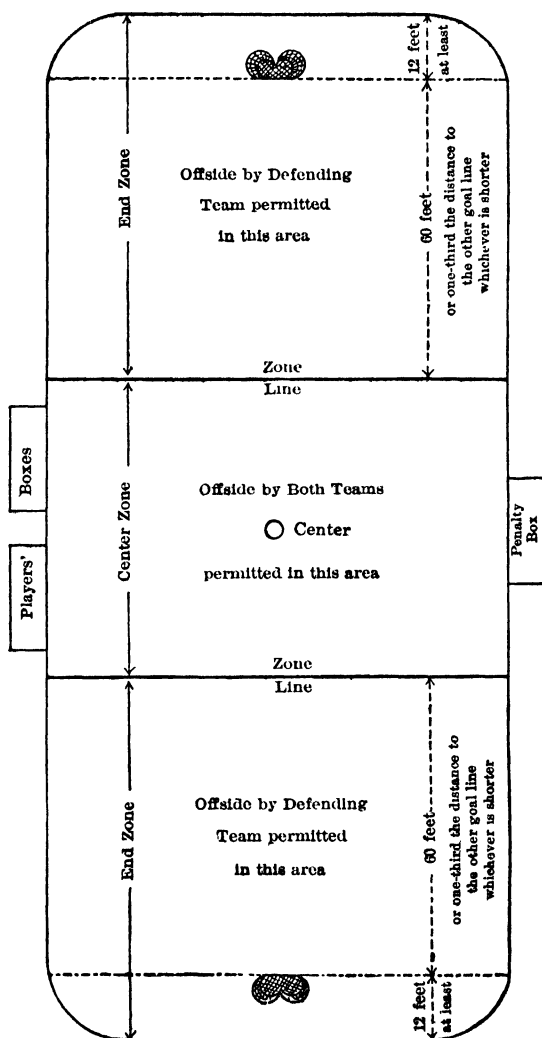 12 feet
at least
End Zone
Offside by Defending
Team permitted
in this area
60 feet
or one-third the distance to
the other goal line
whichever is shorter
Zone
Line
Boxes
Players'
Center Zone
Offside by Both Teams
Center
permitted in this area
Penalty
Box
Zone
Line
End Zone
Offside by Defending
Team permitted
in this area
60 feet
or one-third the distance to
the other goal line
whichever is shorter
12 feet
at least